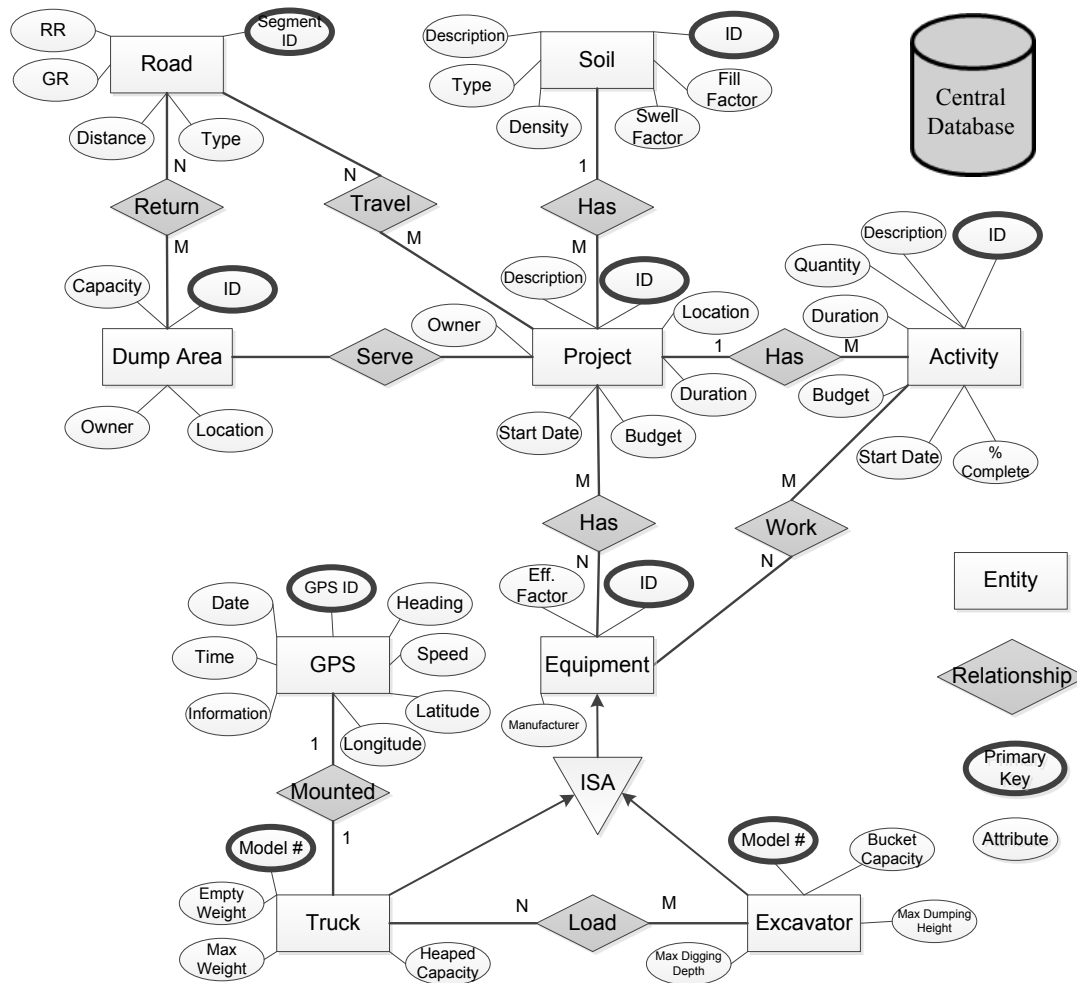 RR
Segment
ID
Road
GR
Distance
Type
N
Return
M
N
Travel
M
Description
ID
Soil
Type
Fill
Factor
Density
Swell
Factor
1
Has
M
Central
Database
Capacity
ID
Dump Area
Owner
Location
Serve
Description
ID
Owner
Location
Project
Duration
Start Date
Budget
1
Has
M
Description
ID
Quantity
Duration
Activity
Budget
Start Date
%
Complete
M
Has
N
M
Work
N
Eff.
Factor
ID
Equipment
Manufacturer
ISA
GPS ID
Date
Heading
Time
GPS
Speed
Information
Latitude
Longitude
1
Mounted
1
Model #
Empty
Weight
Truck
Max
Weight
Heaped
Capacity
N
Load
M
Model #
Bucket
Capacity
Excavator
Max Dumping
Height
Max Digging
Depth
Entity
Relationship
Primary
Key
Attribute